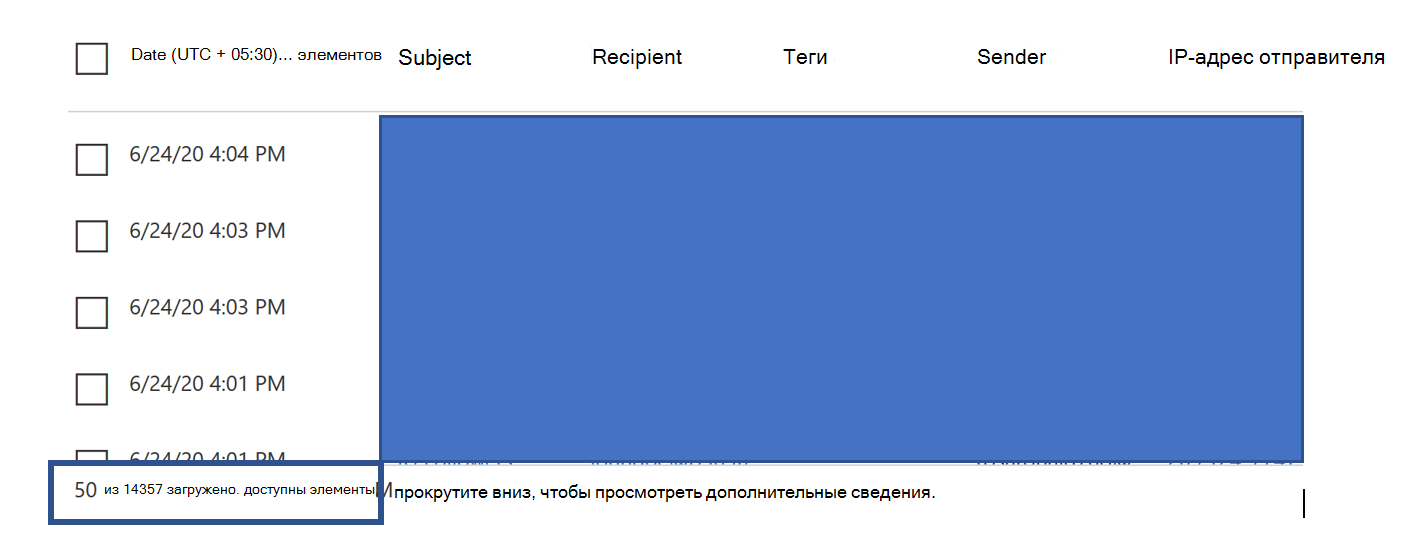 Date (UTC + 05:30)... элементов Subject Recipient Теги Sender IP-адрес отправителя
6/24/20 4:04 PM
6/24/20 4:03 PM
6/24/20 4:03 PM
6/24/20 4:01 PM
6/24/20 4:01 PM
50 из 14357 загружено. доступны элементы прокрутите вниз, чтобы просмотреть дополнительные сведения.